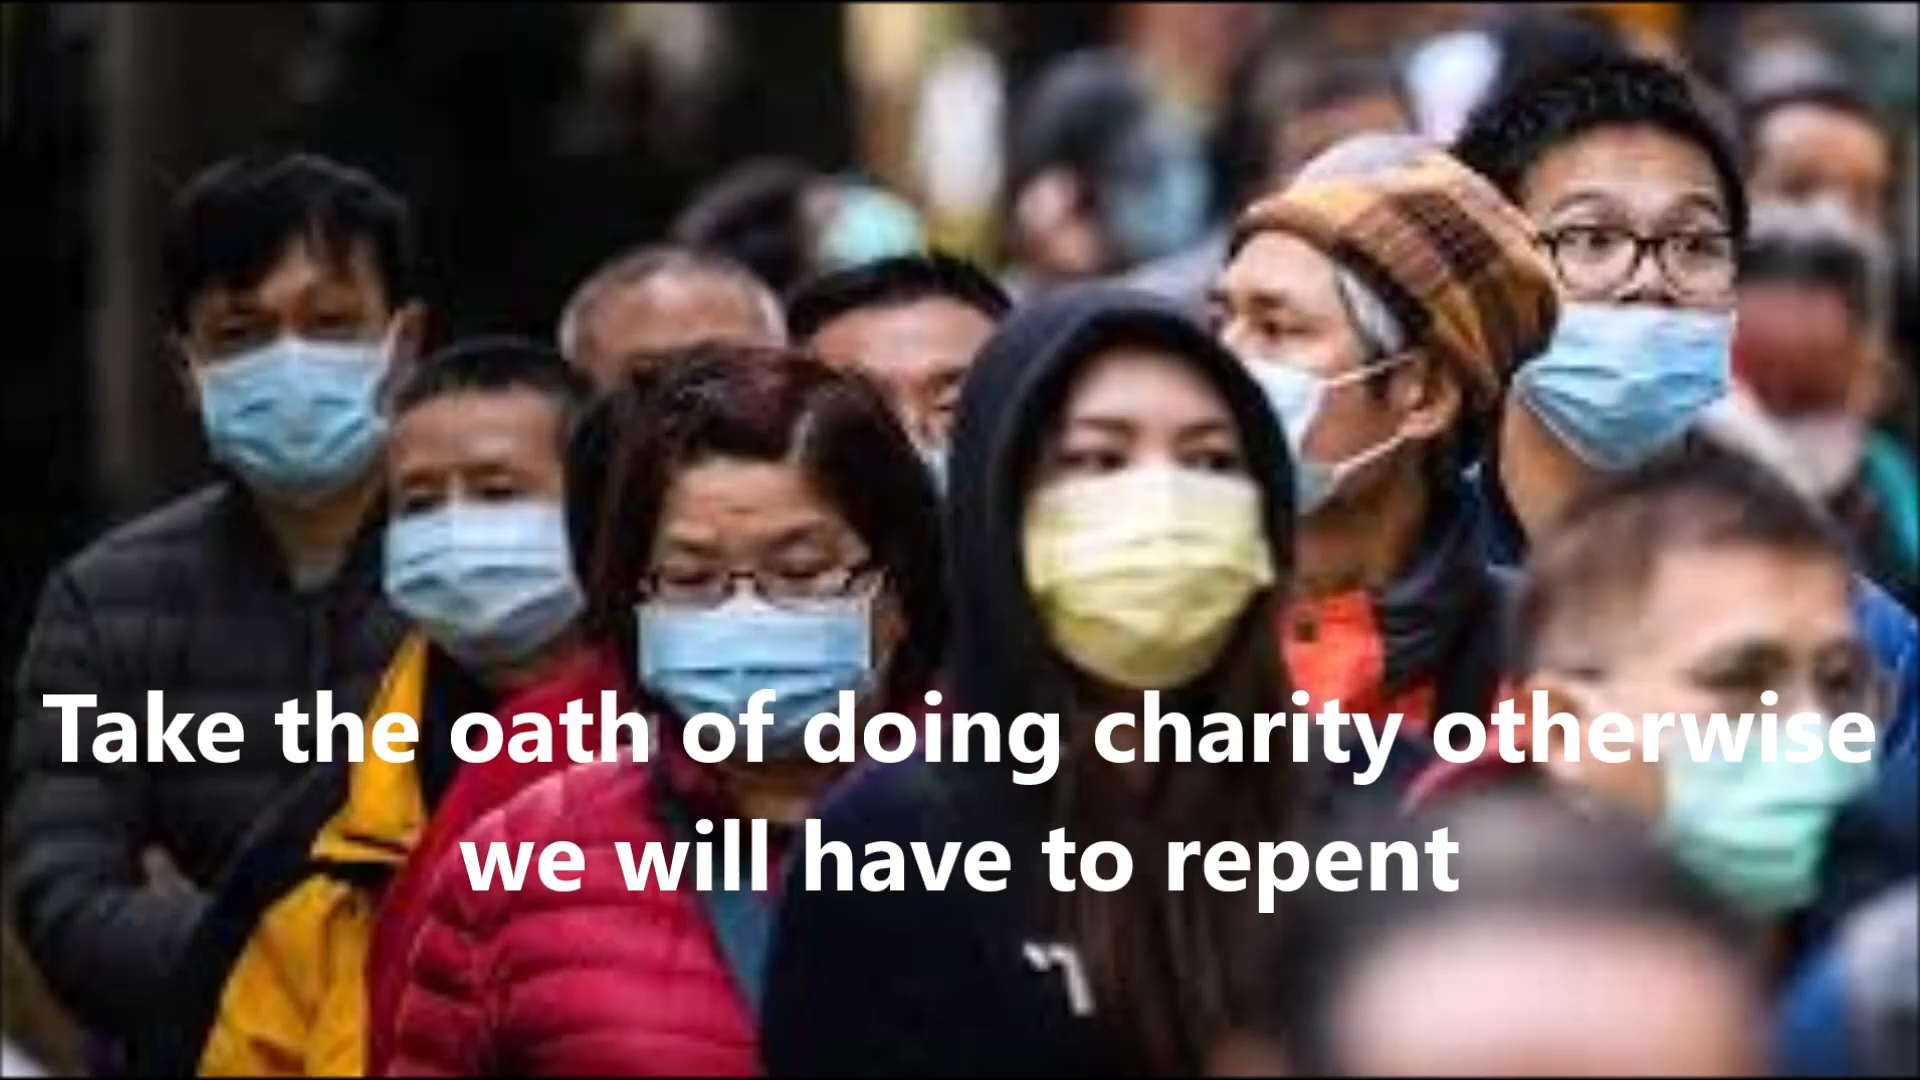 Take the oath of doing charity otherwise
we will have to repent